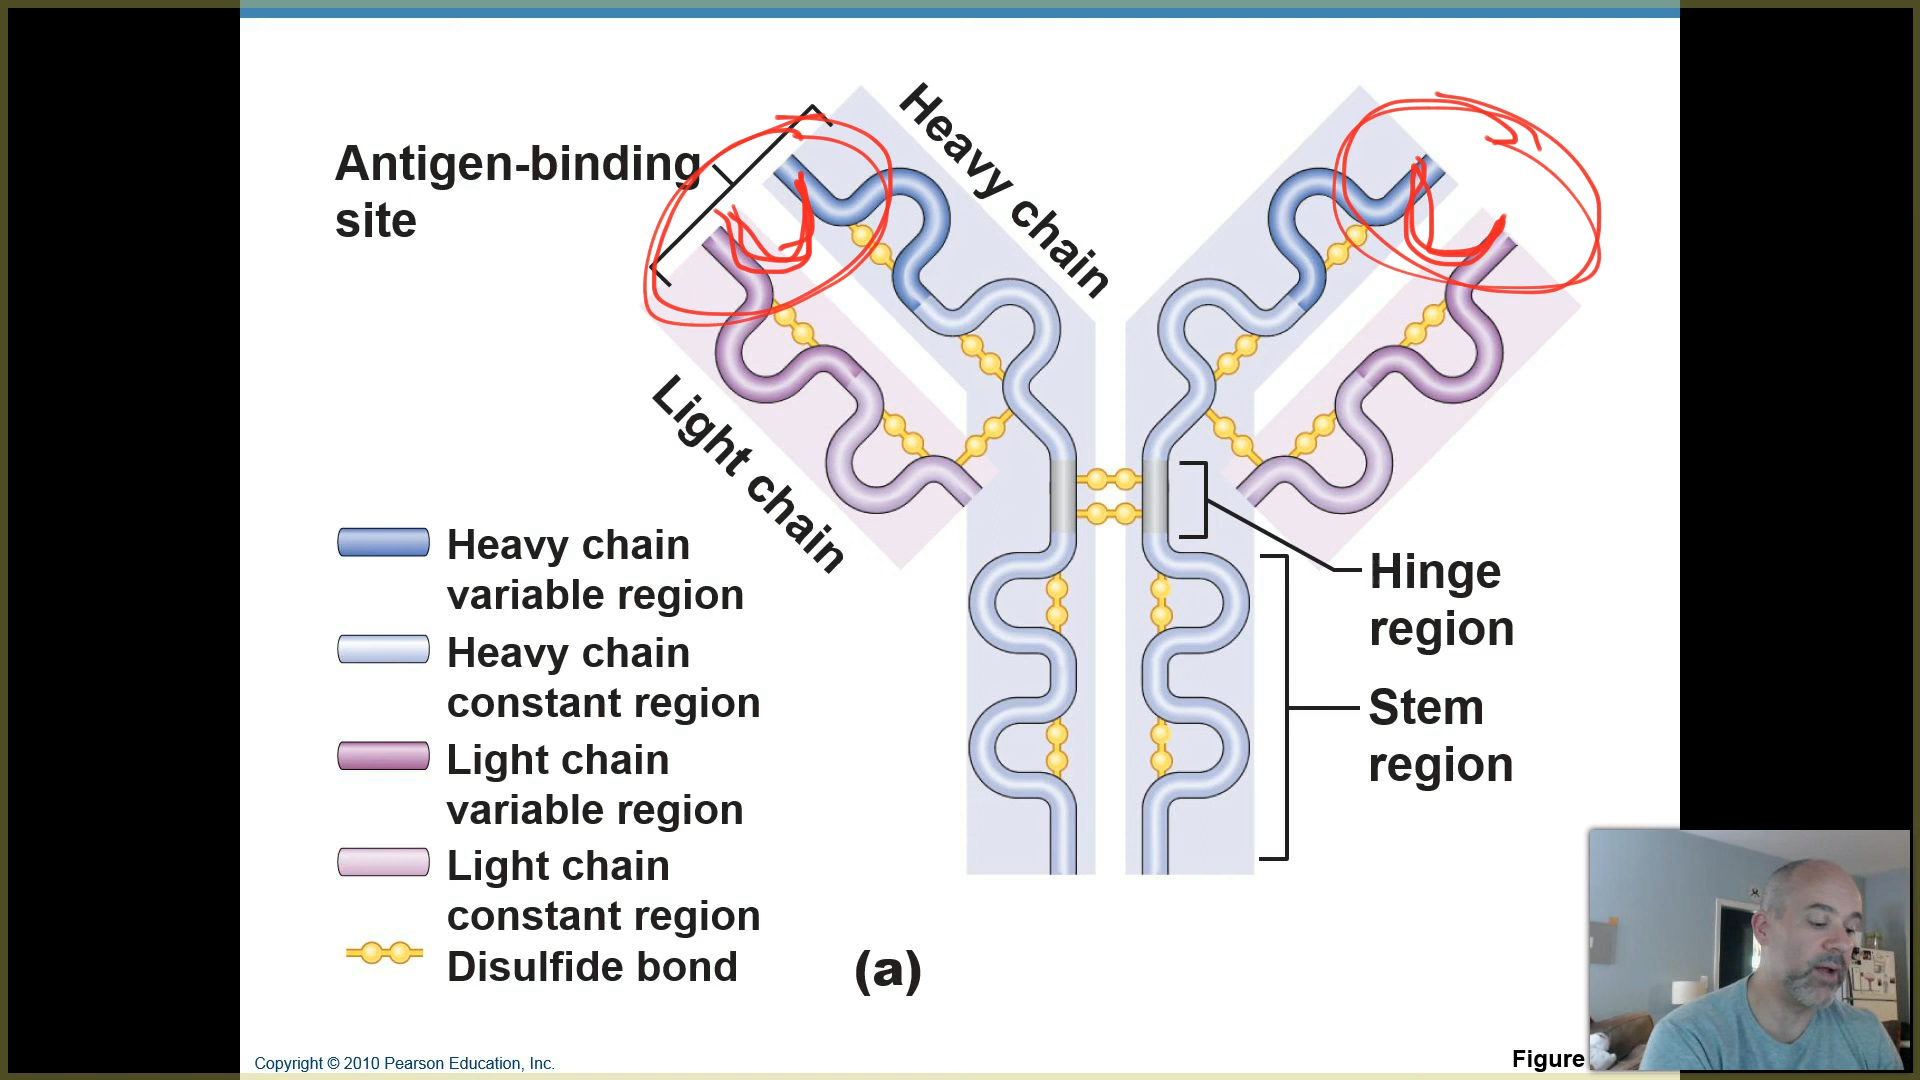 Antigen-binding
site
Heavy chain
Light chain
Heavy chain
variable region
Heavy chain
constant region
Light chain
variable region
Light chain
constant region
Disulfide bond
Hinge
region
Stem
region
(a)
Copyright © 2010 Pearson Education, Inc.
Figure